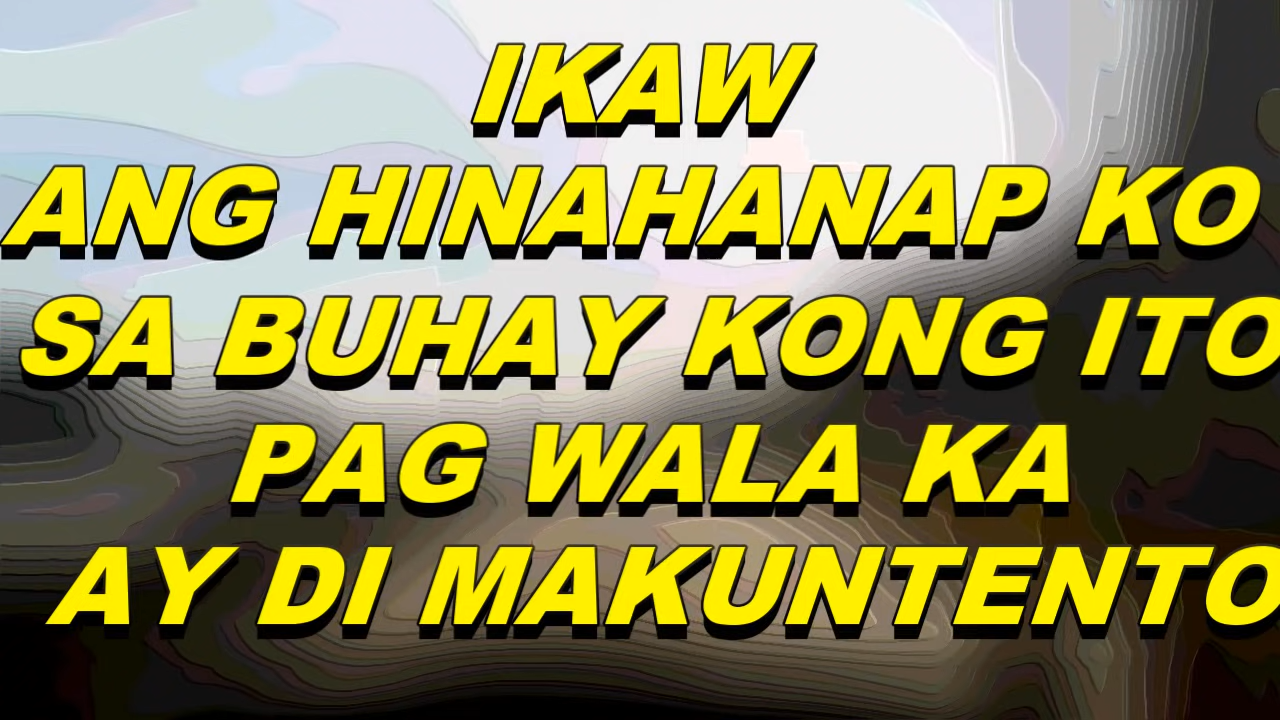 IKAW
ANG HINAHANAP KO
SA BUHAY KONG ITO
PAG WALA KA
AY DI MAKUNTENTO